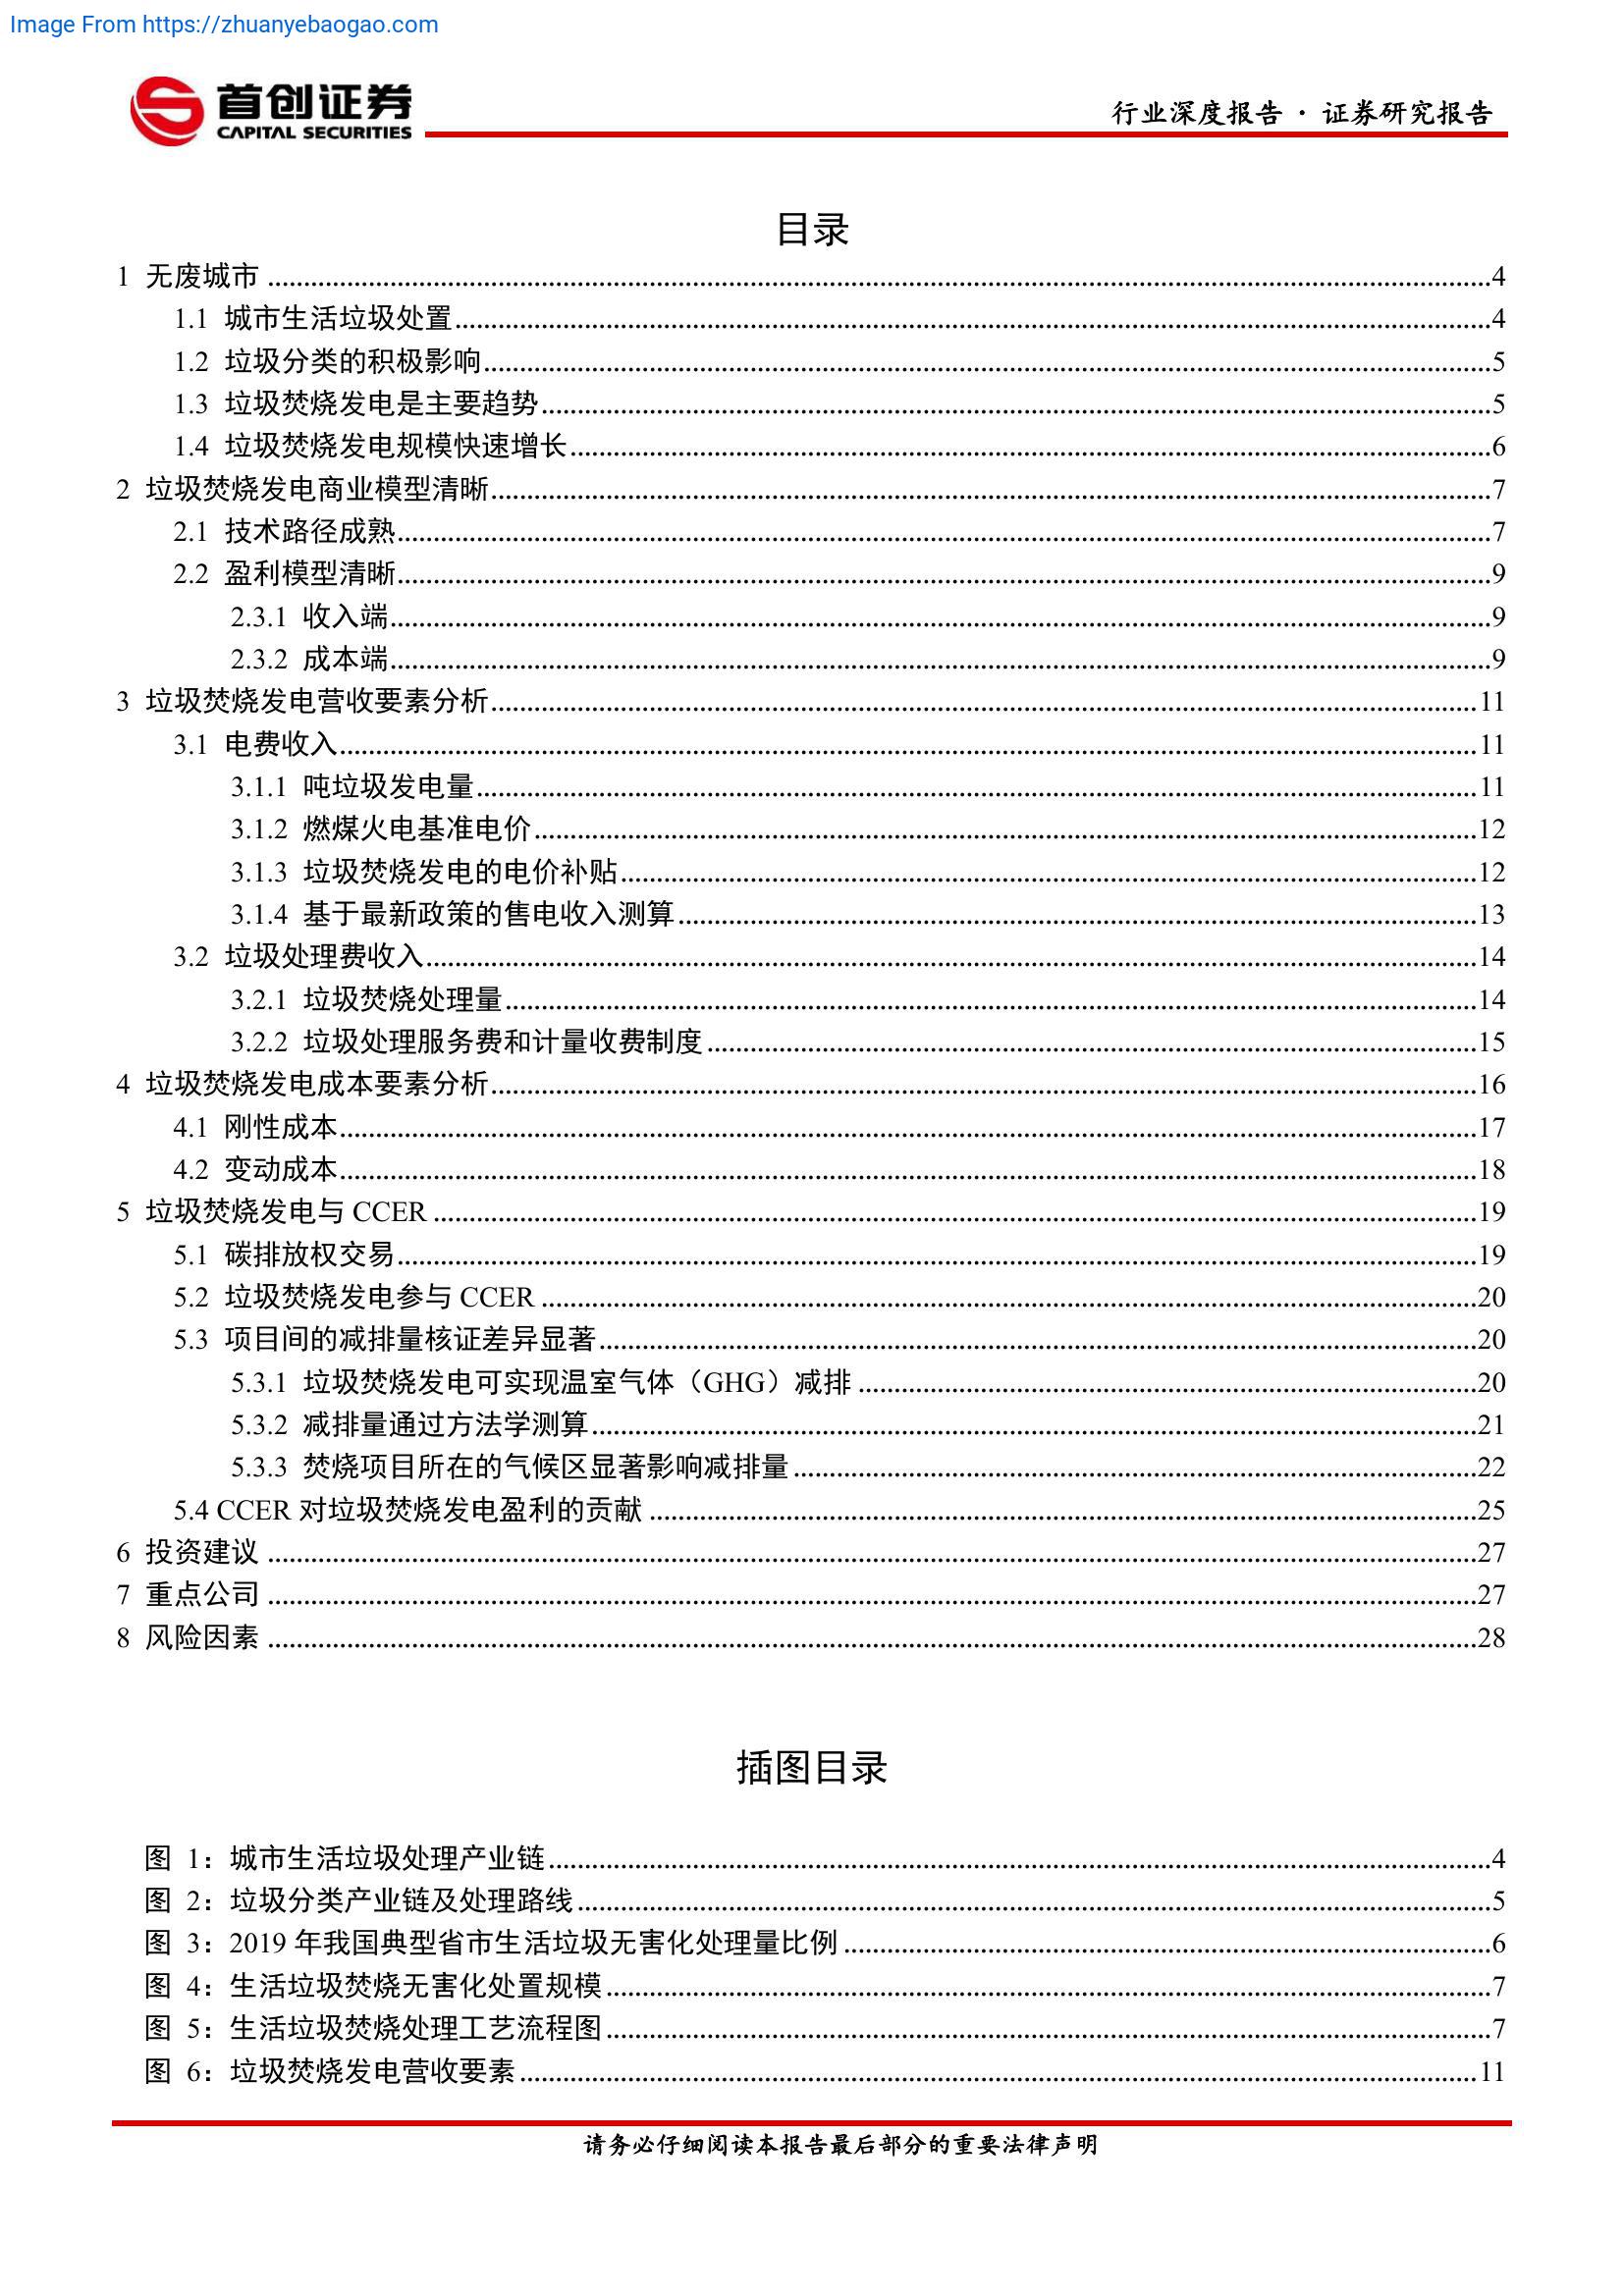 Image From https://zhuanyebaogao.com
首创证券
CAPITAL SECURITIES
行业深度报告 · 证券研究报告
目录
1 无废城市 ........ 4
1.1 城市生活垃圾处置 ........ 4
1.2 垃圾分类的积极影响 ........ 5
1.3 垃圾焚烧发电是主要趋势 ........ 5
1.4 垃圾焚烧发电规模快速增长 ........ 6
2 垃圾焚烧发电商业模型清晰 ........ 7
2.1 技术路径成熟 ........ 7
2.2 盈利模型清晰 ........ 9
2.3.1 收入端 ........ 9
2.3.2 成本端 ........ 9
3 垃圾焚烧发电营收要素分析 ........ 11
3.1 电费收入 ........ 11
3.1.1 吨垃圾发电量 ........ 11
3.1.2 燃煤火电基准电价 ........ 12
3.1.3 垃圾焚烧发电的电价补贴 ........ 12
3.1.4 基于最新政策的售电收入测算 ........ 13
3.2 垃圾处理费收入 ........ 14
3.2.1 垃圾焚烧处理量 ........ 14
3.2.2 垃圾处理服务费和计量收费制度 ........ 15
4 垃圾焚烧发电成本要素分析 ........ 16
4.1 刚性成本 ........ 17
4.2 变动成本 ........ 18
5 垃圾焚烧发电与 CCER ........ 19
5.1 碳排放权交易 ........ 19
5.2 垃圾焚烧发电参与 CCER ........ 20
5.3 项目间的减排量核证差异显著 ........ 20
5.3.1 垃圾焚烧发电可实现温室气体（GHG）减排 ........ 20
5.3.2 减排量通过方法学测算 ........ 21
5.3.3 焚烧项目所在的气候区显著影响减排量 ........ 22
5.4 CCER 对垃圾焚烧发电盈利的贡献 ........ 25
6 投资建议 ........ 27
7 重点公司 ........ 27
8 风险因素 ........ 28
插图目录
图 1：城市生活垃圾处理产业链 ........ 4
图 2：垃圾分类产业链及处理路线 ........ 5
图 3：2019 年我国典型省市生活垃圾无害化处理量比例 ........ 6
图 4：生活垃圾焚烧无害化处置规模 ........ 7
图 5：生活垃圾焚烧处理工艺流程图 ........ 7
图 6：垃圾焚烧发电营收要素 ........ 11
请务必仔细阅读本报告最后部分的重要法律声明